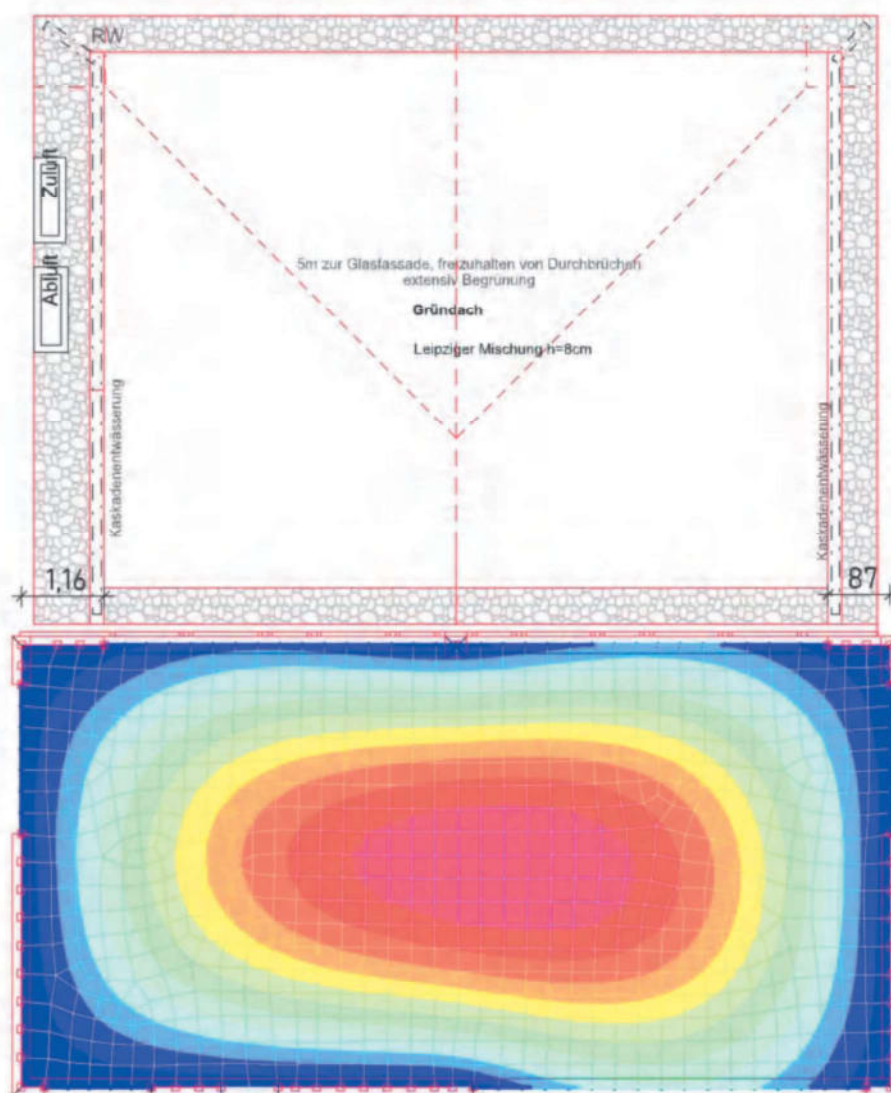 RW
Zuluft
Abluft
5m zur Glasfassade, freizuhalten von Durchbrüchen
extensiv Begrünung
Gründach
Leipziger Mischung h=8cm
Kaskadenentwässerung
Kaskadenentwässerung
1,16
87